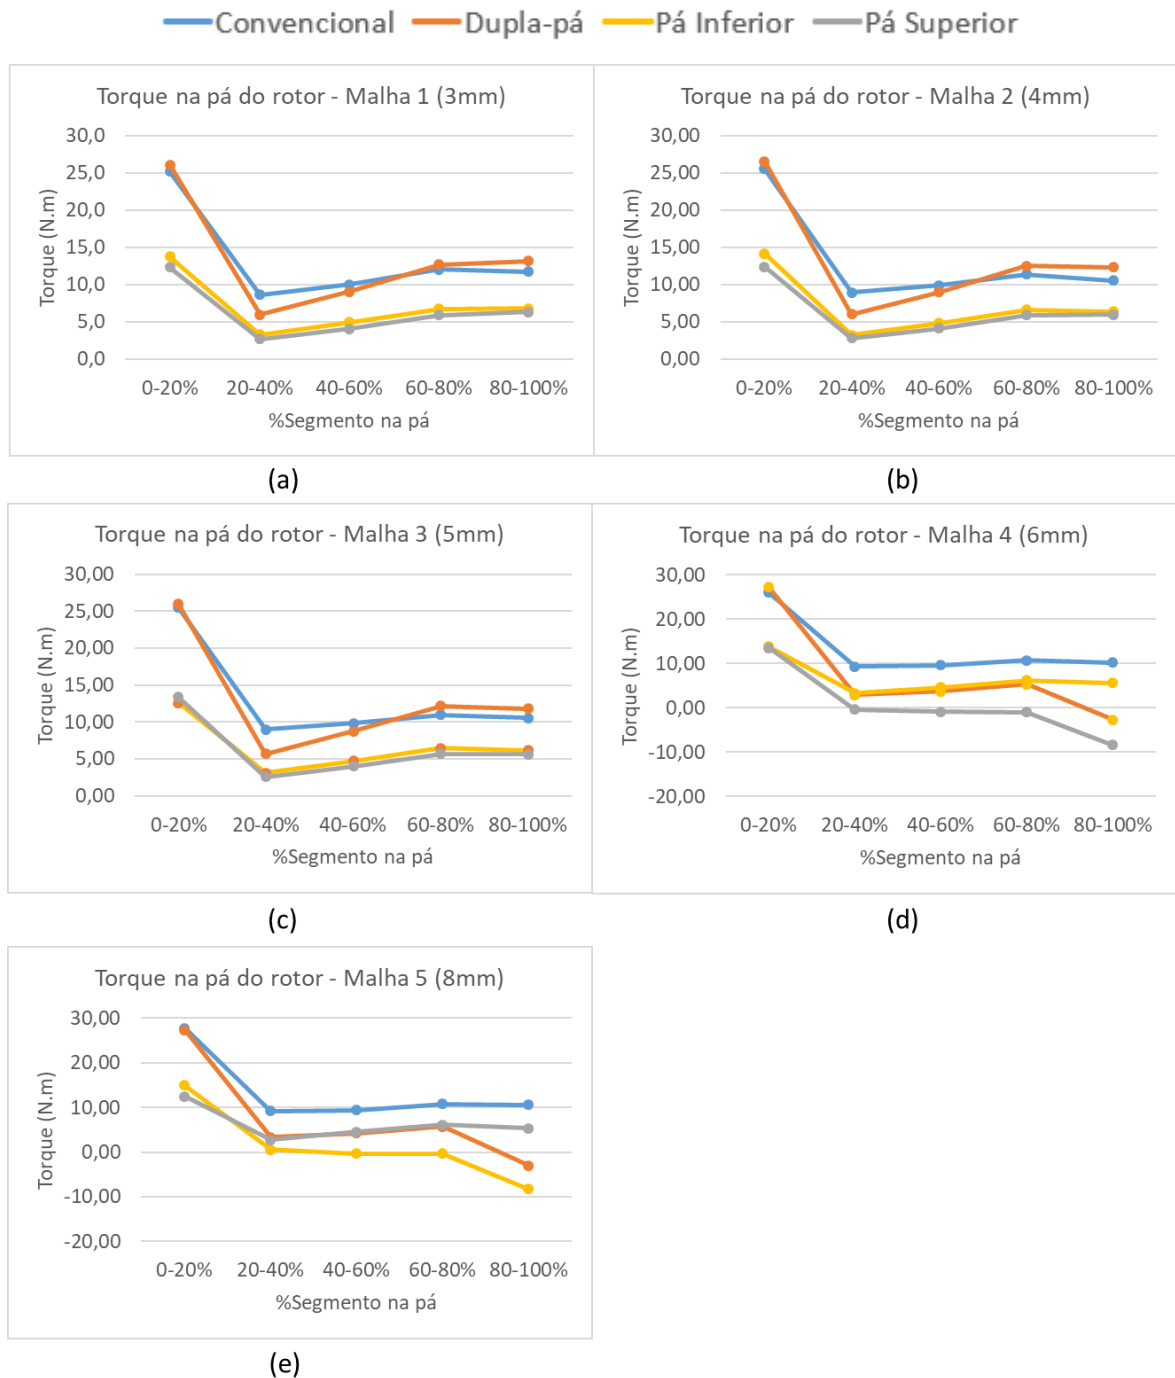 Convencional Dupla-pá Pá Inferior Pá Superior
Torque na pá do rotor - Malha 1 (3mm)
30,0
25,0
20,0
15,0
10,0
5,0
0,0
Torque (N.m)
0-20% 20-40% 40-60% 60-80% 80-100%
%Segmento na pá
(a)
Torque na pá do rotor - Malha 2 (4mm)
30,00
25,00
20,00
15,00
10,00
5,00
0,00
Torque (N.m)
0-20% 20-40% 40-60% 60-80% 80-100%
%Segmento na pá
(b)
Torque na pá do rotor - Malha 3 (5mm)
30,00
25,00
20,00
15,00
10,00
5,00
0,00
Torque (N.m)
0-20% 20-40% 40-60% 60-80% 80-100%
%Segmento na pá
(c)
Torque na pá do rotor - Malha 4 (6mm)
30,00
20,00
10,00
0,00
-10,00
-20,00
Torque (N.m)
0-20% 20-40% 40-60% 60-80% 80-100%
%Segmento na pá
(d)
Torque na pá do rotor - Malha 5 (8mm)
30,00
20,00
10,00
0,00
-10,00
-20,00
Torque (N.m)
0-20% 20-40% 40-60% 60-80% 80-100%
%Segmento na pá
(e)